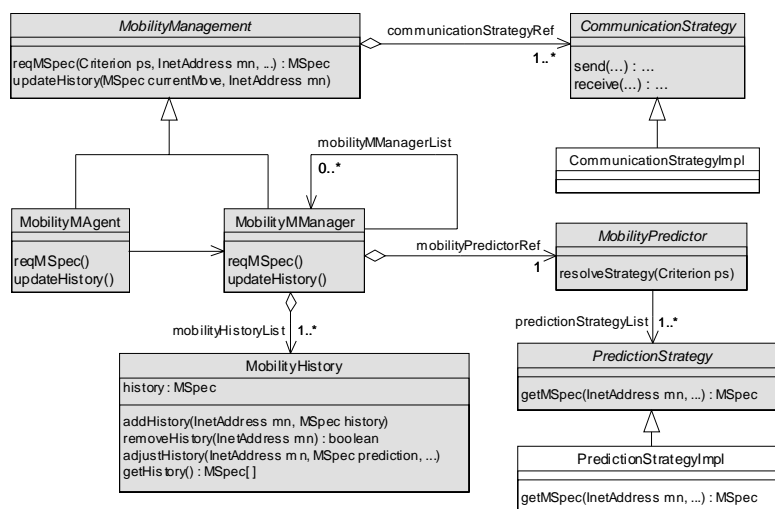 MobilityManagement
reqMSpec(Criterion ps, InetAddress mn, ...) : MSpec
updateHistory(MSpec currentMove, InetAddress mn)
communicationStrategyRef
1..*
CommunicationStrategy
send(...) : ...
receive(...) : ...
CommunicationStrategyImpl
mobilityMManagerList
0..*
MobilityMAgent
reqMSpec()
updateHistory()
MobilityMManager
reqMSpec()
updateHistory()
mobilityPredictorRef
1
MobilityPredictor
resolveStrategy(Criterion ps)
mobilityHistoryList
1..*
predictionStrategyList
1..*
MobilityHistory
history : MSpec
addHistory(InetAddress mn, MSpec history)
removeHistory(InetAddress mn) : boolean
adjustHistory(InetAddress mn, MSpec prediction, ...)
getHistory() : MSpec[ ]
PredictionStrategy
getMSpec(InetAddress mn, ...) : MSpec
PredictionStrategyImpl
getMSpec(InetAddress mn, ...) : MSpec